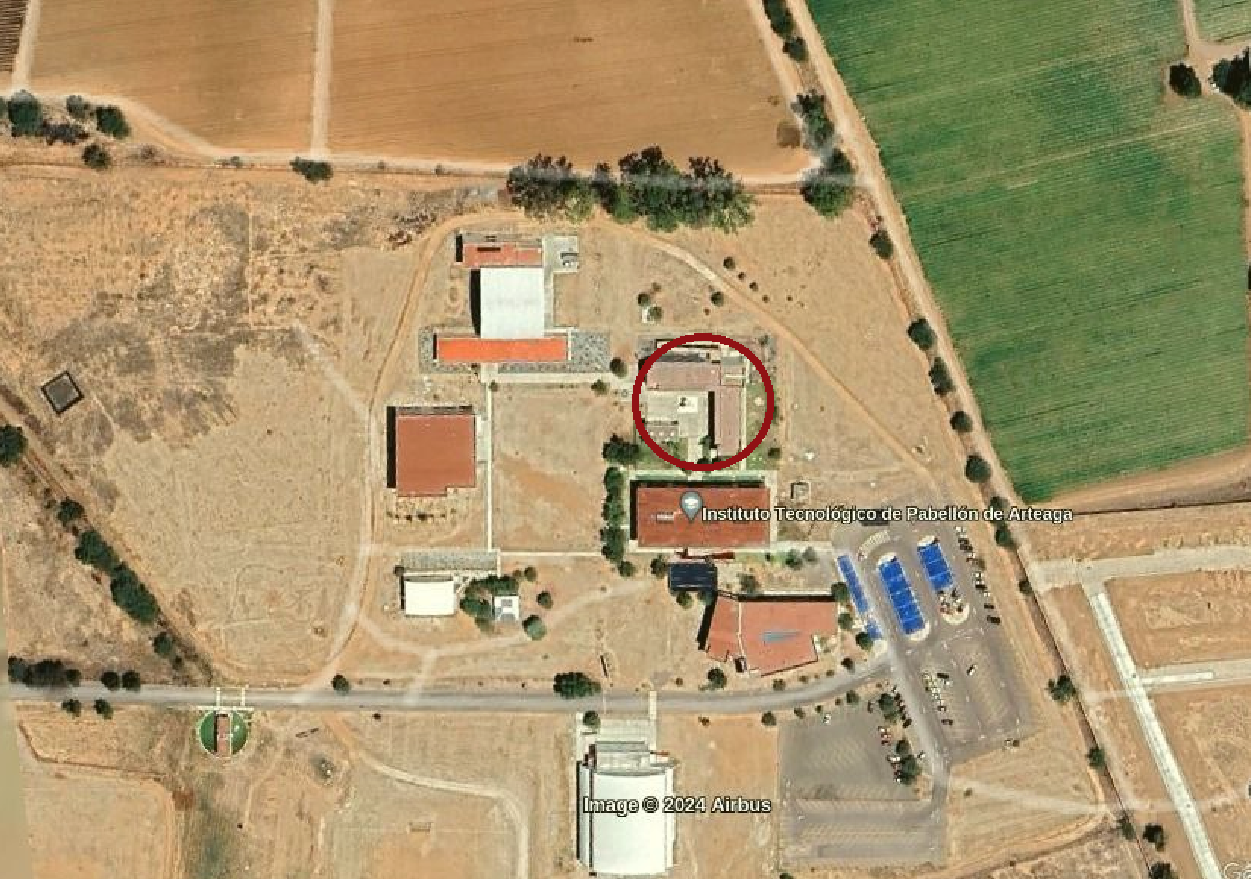 Instituto Tecnológico de Pabellón de Arteaga
Image © 2024 Airbus